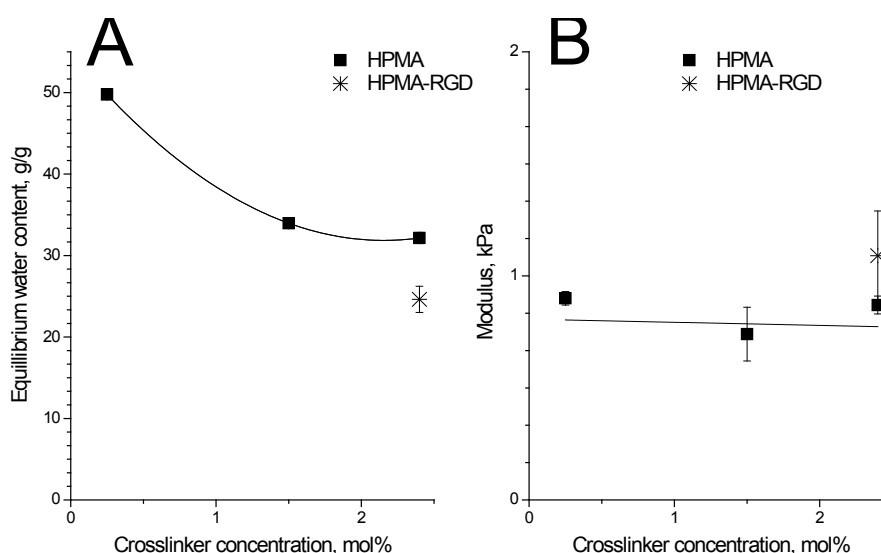 A
HPMA
HPMA-RGD
Equillibrium water content, g/g
50
40
30
20
10
0
0
1
2
Crosslinker concentration, mol%
B
HPMA
HPMA-RGD
Modulus, kPa
2
1
0
0
1
2
Crosslinker concentration, mol%